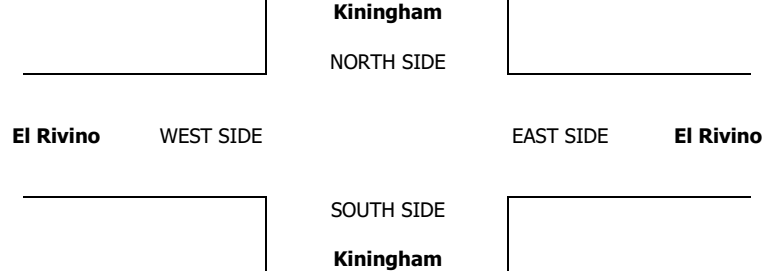 Kiningham
NORTH SIDE
El Rivino WEST SIDE EAST SIDE El Rivino
SOUTH SIDE
Kiningham